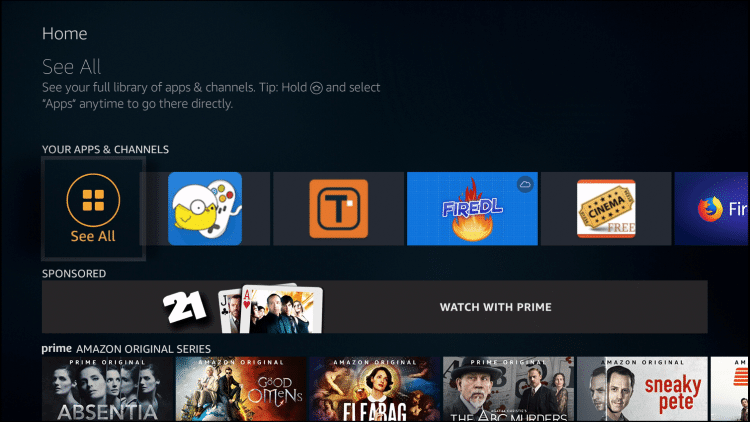 Home
See All
See your full library of apps & channels. Tip: Hold and select
"Apps" anytime to go there directly.
YOUR APPS & CHANNELS
See All
T
FIREDL
CINEMA
FREE
Fir
SPONSORED
21
J
A
WATCH WITH PRIME
prime AMAZON ORIGINAL SERIES
PRIME ORIGINAL
ABSENTIA
AMAZON ORIGINAL
GOOD
OMENS
AMAZON ORIGINAL
FLEABAG
PRIME ORIGINAL
AGATHA CHRISTIE'S
THE ABC MURDERS
AMAZON ORIGINAL
sneaky
pete
AM